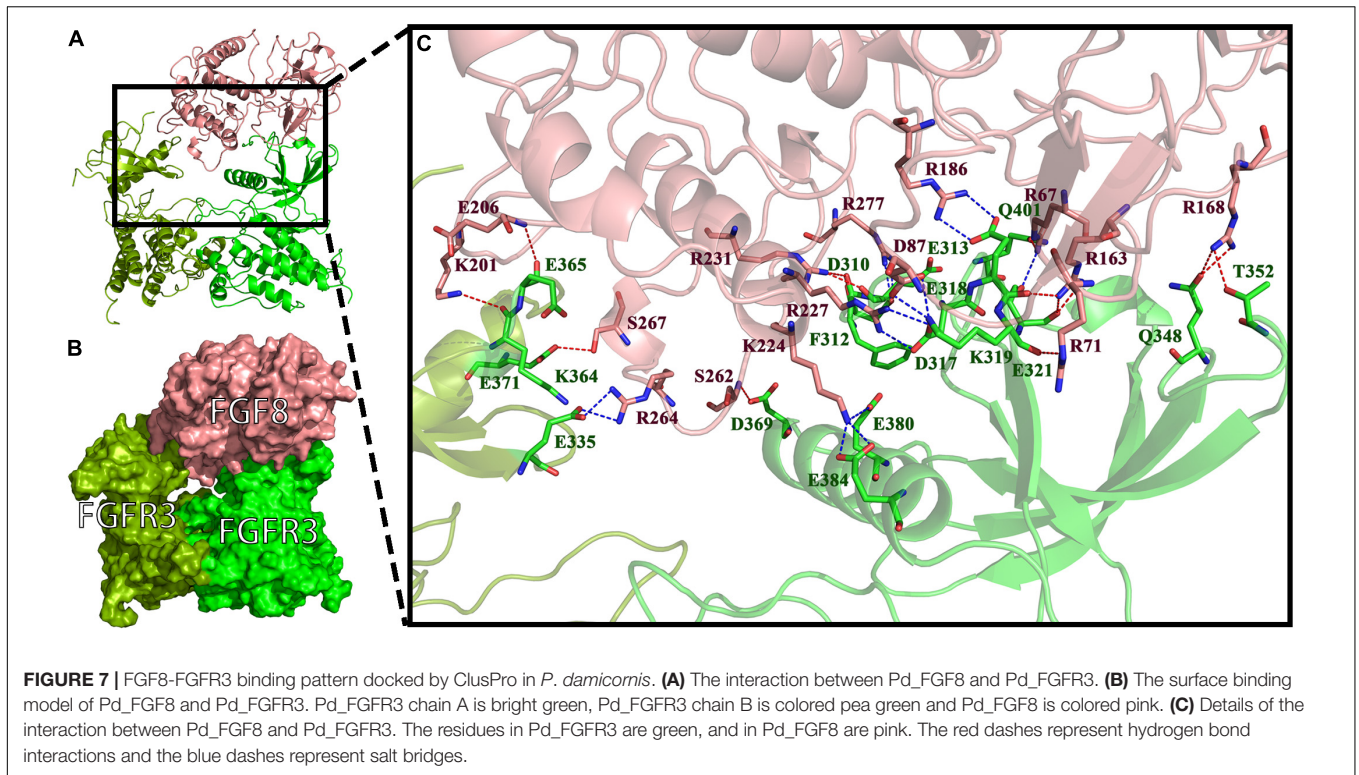 A
B
FGF8
FGFR3
FGFR3
C
E206
K201
E365
R231
S267
E371
K364
R264
E335
R277
R186
D87
E313
Q401
R67
R163
R168
D310
E318
R227
F312
K224
D317
K319
E321
R71
T352
Q348
S262
D369
E380
E384
FIGURE 7 | FGF8-FGFR3 binding pattern docked by ClusPro in P. damicornis. (A) The interaction between Pd_FGF8 and Pd_FGFR3. (B) The surface binding
model of Pd_FGF8 and Pd_FGFR3. Pd_FGFR3 chain A is bright green, Pd_FGFR3 chain B is colored pea green and Pd_FGF8 is colored pink. (C) Details of the
interaction between Pd_FGF8 and Pd_FGFR3. The residues in Pd_FGFR3 are green, and in Pd_FGF8 are pink. The red dashes represent hydrogen bond
interactions and the blue dashes represent salt bridges.